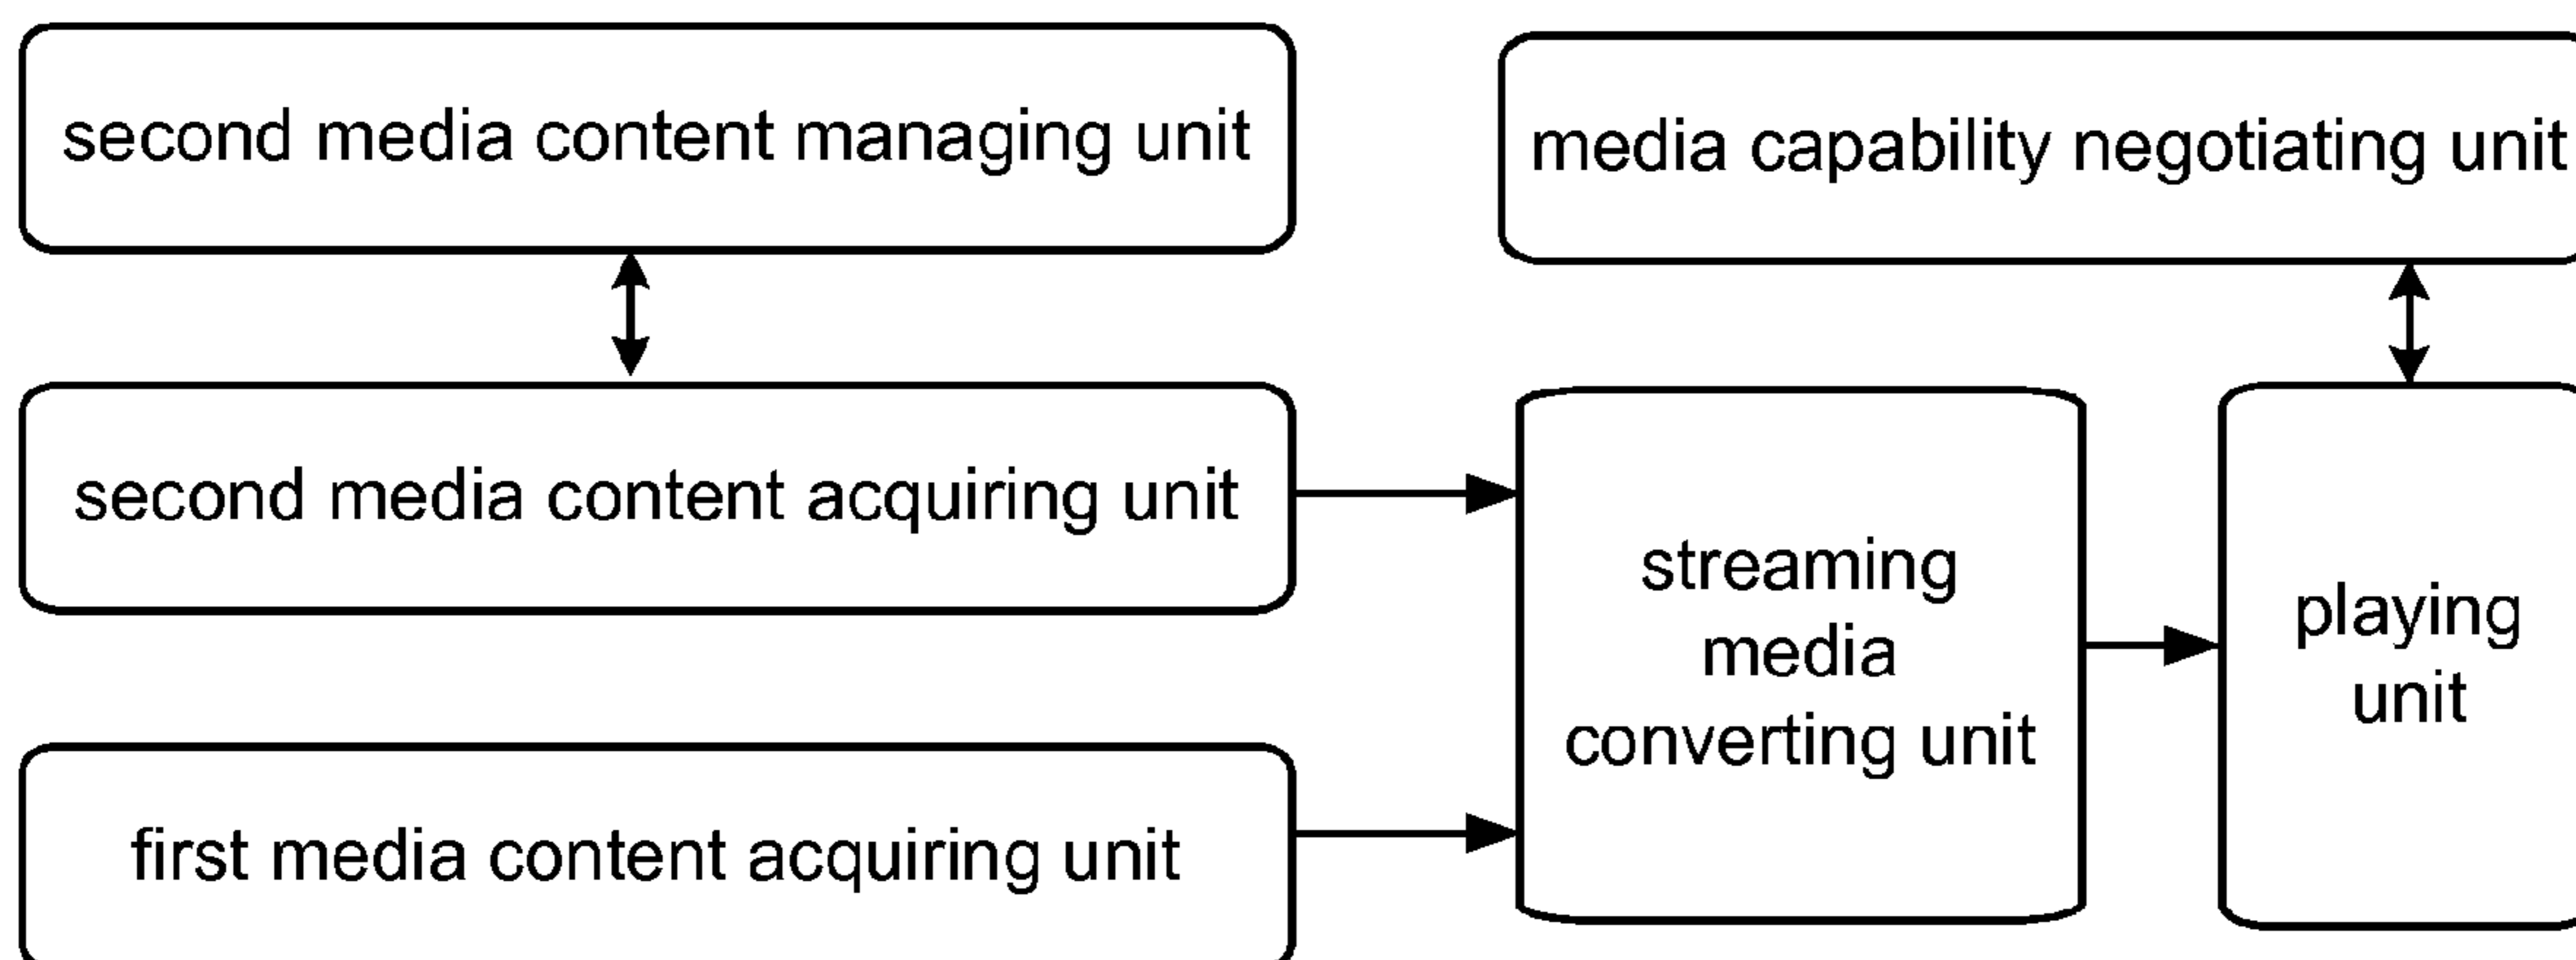 second media content managing unit
media capability negotiating unit
second media content acquiring unit
streaming
media
converting unit
playing
unit
first media content acquiring unit